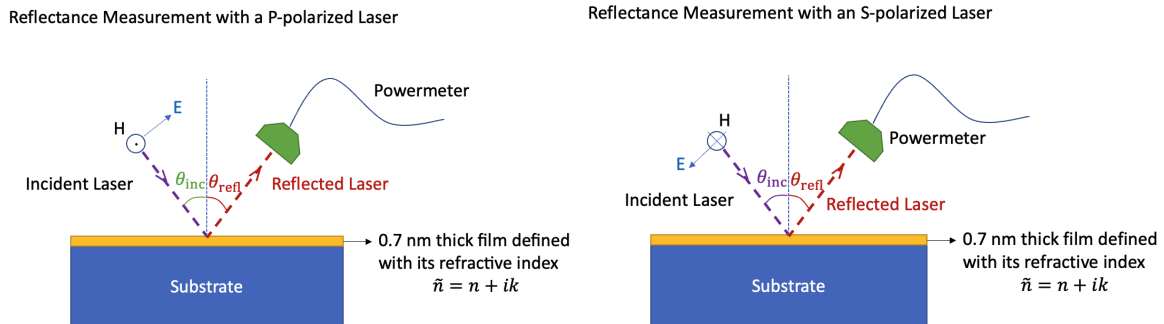 Reflectance Measurement with a P-polarized Laser
E
H
Powermeter
Incident Laser
θinc
θrefl
Reflected Laser
0.7 nm thick film defined
with its refractive index
ñ = n + ik
Substrate
Reflectance Measurement with an S-polarized Laser
H
E
Powermeter
Incident Laser
θinc
θrefl
Reflected Laser
0.7 nm thick film defined
with its refractive index
ñ = n + ik
Substrate